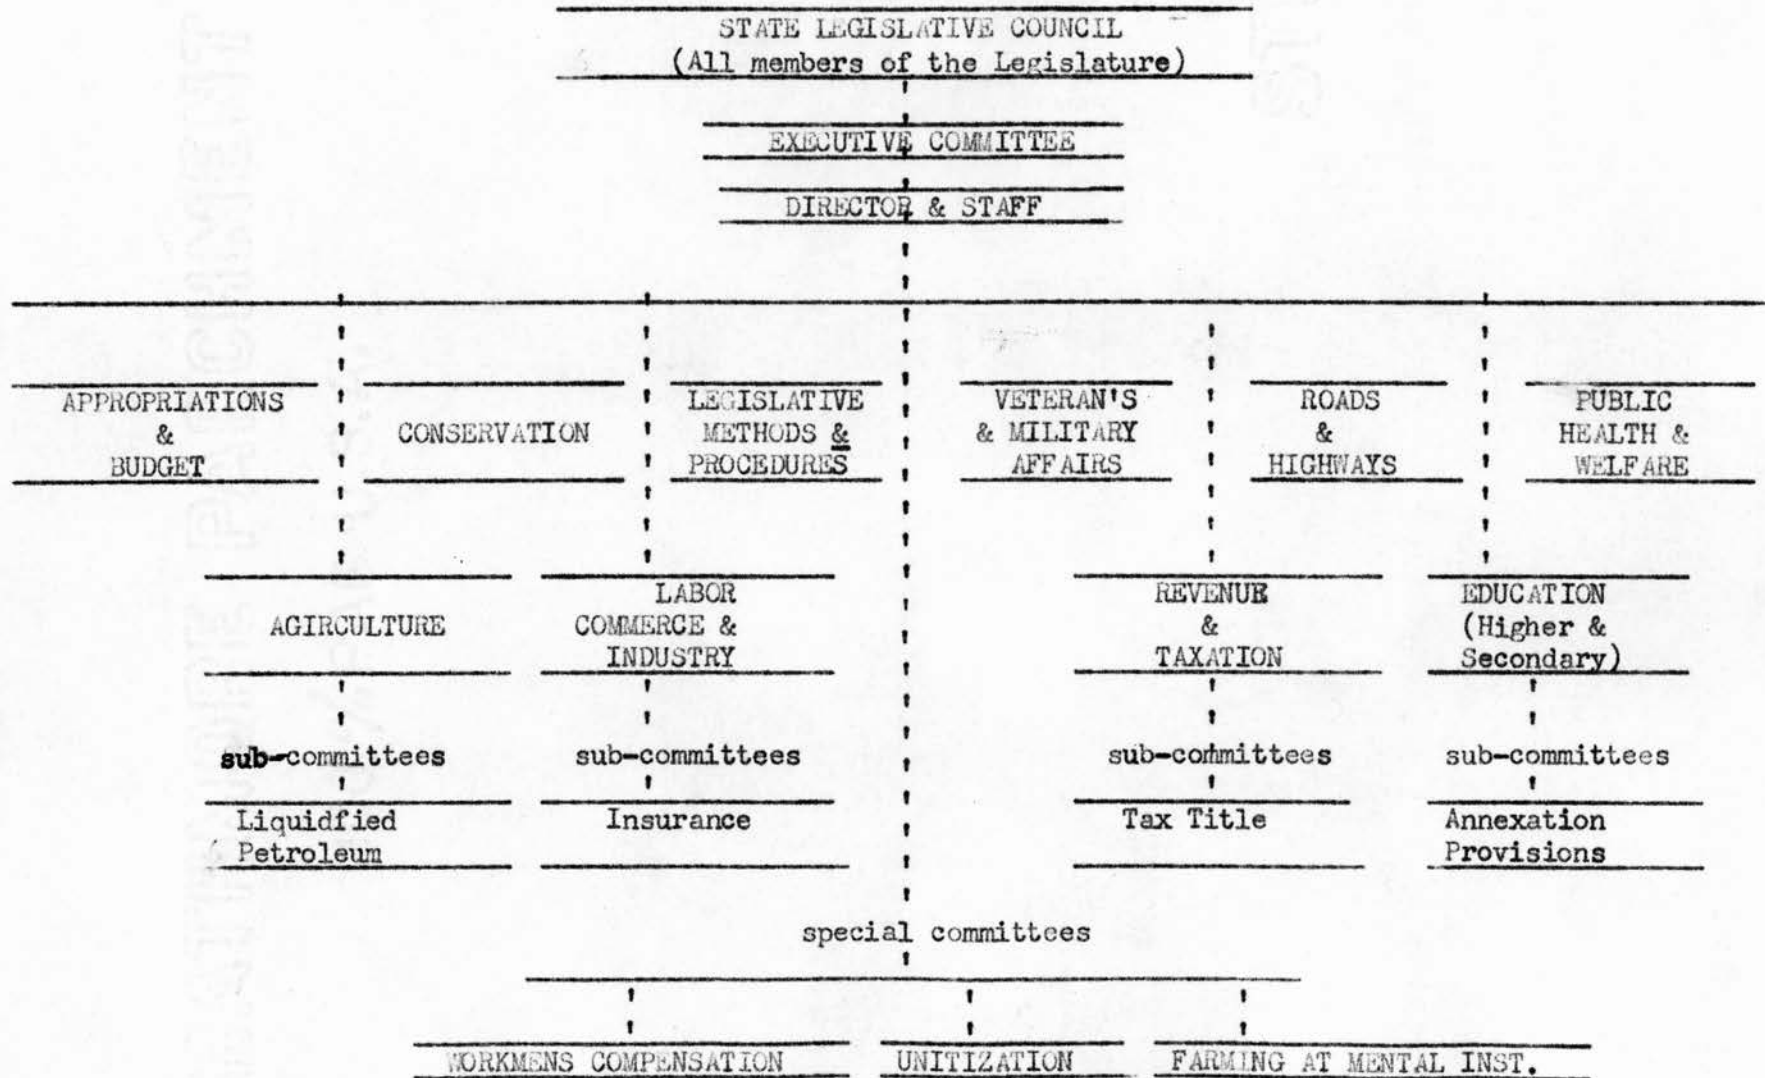 STATE LEGISLATIVE COUNCIL
(All members of the Legislature)
EXECUTIVE COMMITTEE
DIRECTOR & STAFF
APPROPRIATIONS
&
BUDGET
CONSERVATION
LEGISLATIVE
METHODS &
PROCEDURES
VETERAN'S
& MILITARY
AFFAIRS
ROADS
&
HIGHWAYS
PUBLIC
HEALTH &
WELFARE
AGIRCULTURE
LABOR
COMMERCE &
INDUSTRY
REVENUE
&
TAXATION
EDUCATION
(Higher &
Secondary)
sub-committees
sub-committees
sub-committees
sub-committees
Liquidfied
Petroleum
Insurance
Tax Title
Annexation
Provisions
special committees
WORKMENS COMPENSATION
UNITIZATION
FARMING AT MENTAL INST.